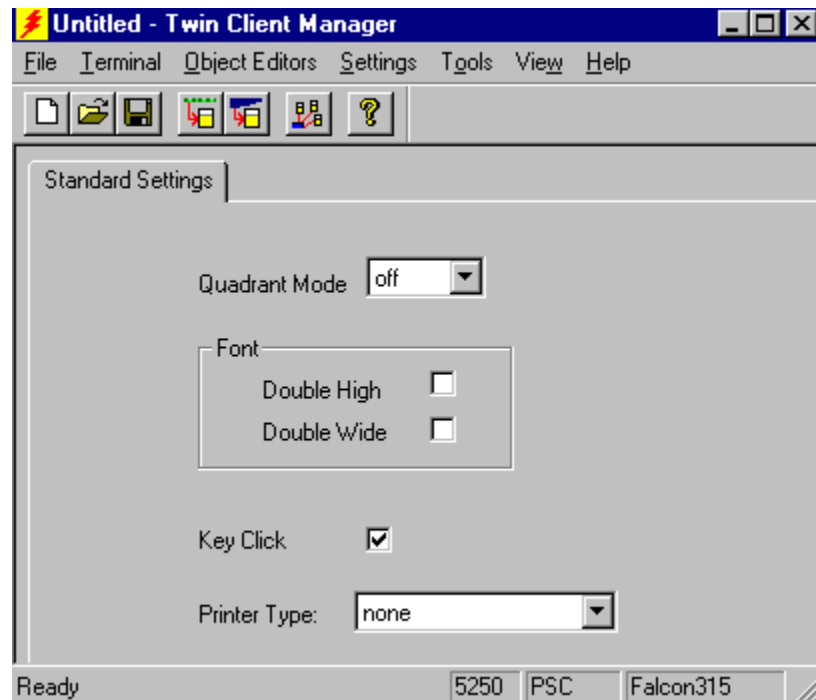 Untitled - Twin Client Manager
File Terminal Object Editors Settings Tools View Help
Standard Settings
Quadrant Mode off
Font
Double High
Double Wide
Key Click
Printer Type: none
Ready 5250 PSC Falcon315